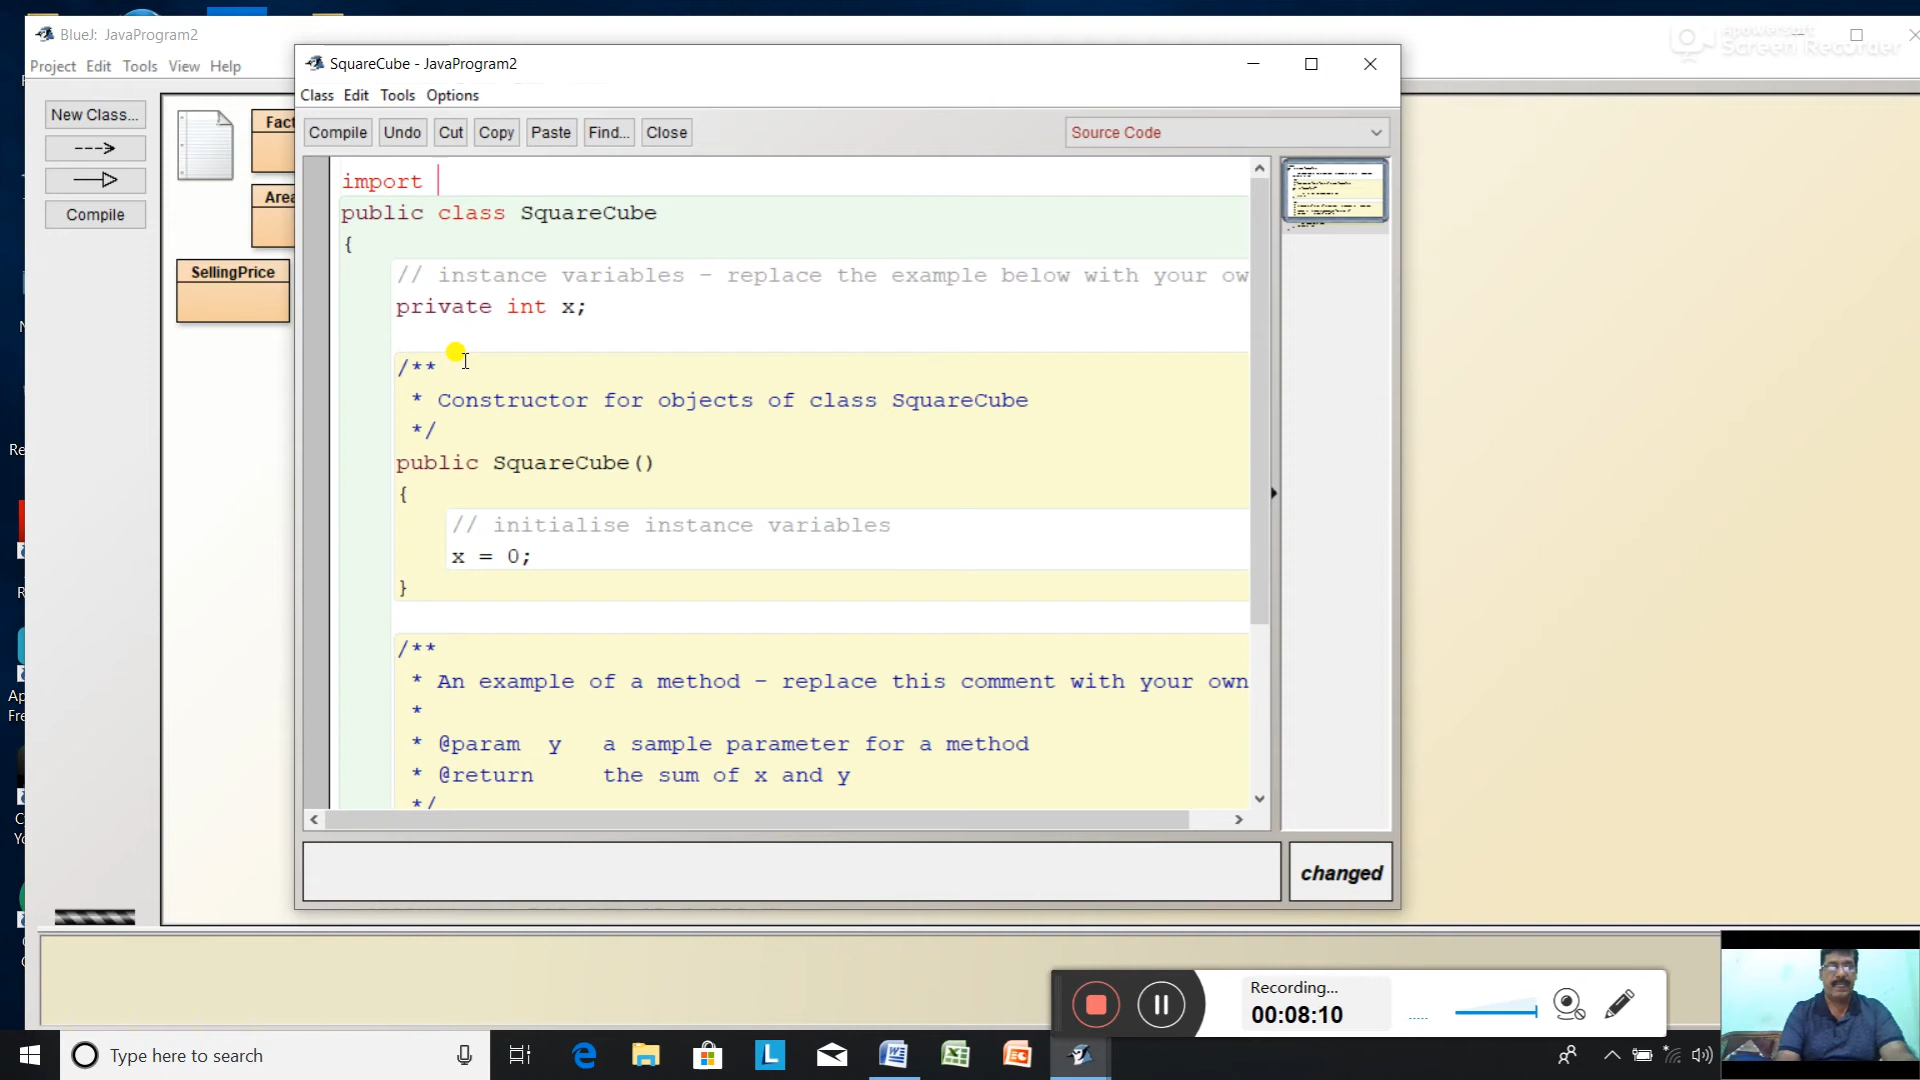 BlueJ: JavaProgram2
Apowersoft
Screen Recorder
Project Edit Tools View Help
SquareCube - JavaProgram2
Class Edit Tools Options
New Class...
Compile
SellingPrice
Compile Undo Cut Copy Paste Find... Close
Source Code
import
public class SquareCube
{
// instance variables - replace the example below with your ow
private int x;
/**
* Constructor for objects of class SquareCube
*/
public SquareCube()
{
// initialise instance variables
x = 0;
}
/**
* An example of a method - replace this comment with your own
*
* @param y a sample parameter for a method
* @return the sum of x and y
*/
changed
Recording...
00:08:10
Type here to search